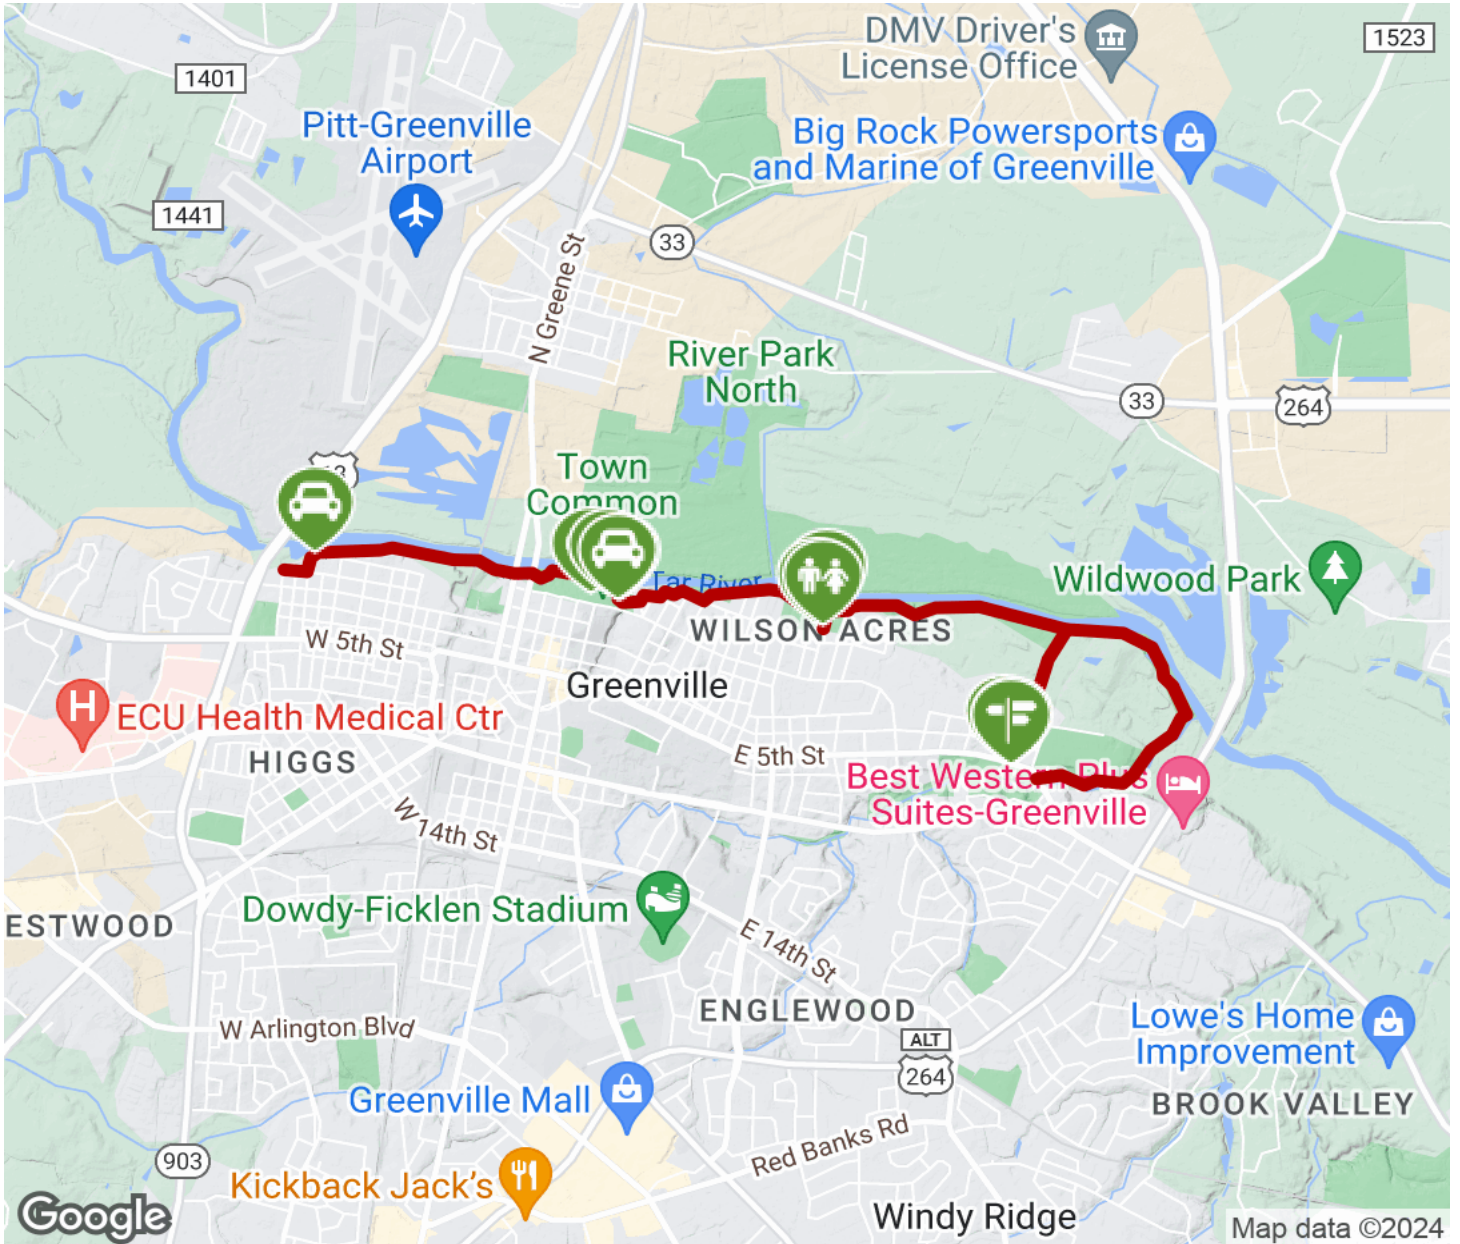 DMV Driver's
License Office
1523
1401
Pitt-Greenville
Airport
Big Rock Powersports
and Marine of Greenville
1441
33
N Greene St
River Park
North
33
264
Town
Common
Tar River
Wildwood Park
WILSON ACRES
W 5th St
Greenville
H
ECU Health Medical Ctr
HIGGS
E 5th St
Best Western Plus
Suites-Greenville
W 14th St
Dowdy-Ficklen Stadium
ESTWOOD
E 14th St
ENGLEWOOD
W Arlington Blvd
Lowe's Home
Improvement
ALT
264
Greenville Mall
BROOK VALLEY
Red Banks Rd
903
Kickback Jack's
Windy Ridge
Google
Map data ©2024